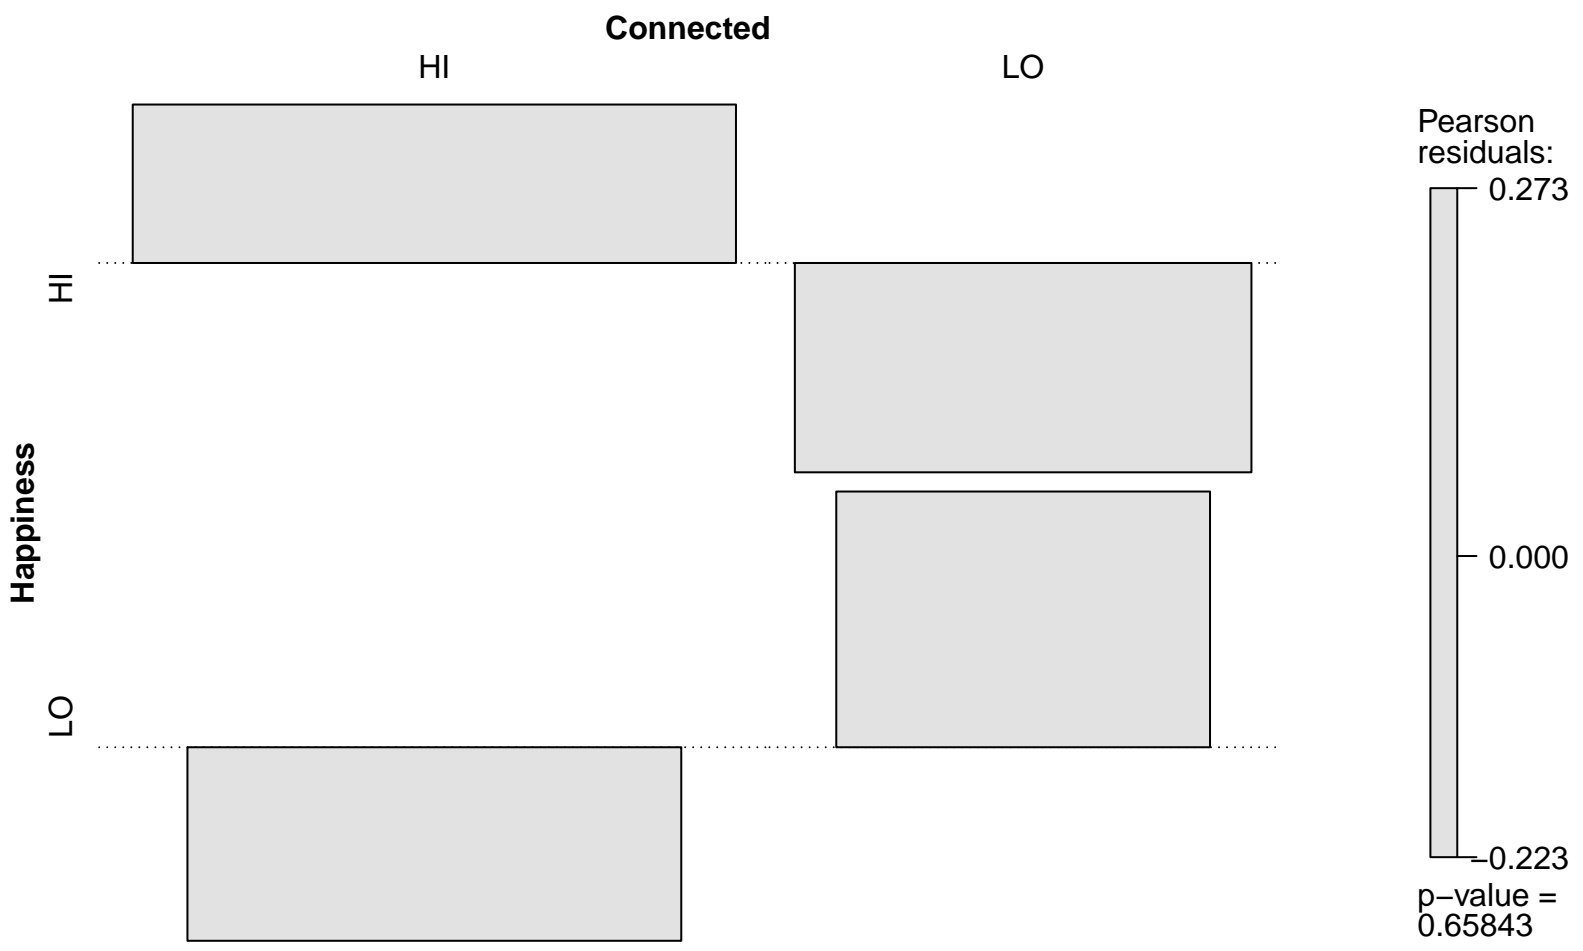 Connected
HI
LO
HI
Happiness
LO
Pearson
residuals:
0.273
0.000
−0.223
p−value =
0.65843